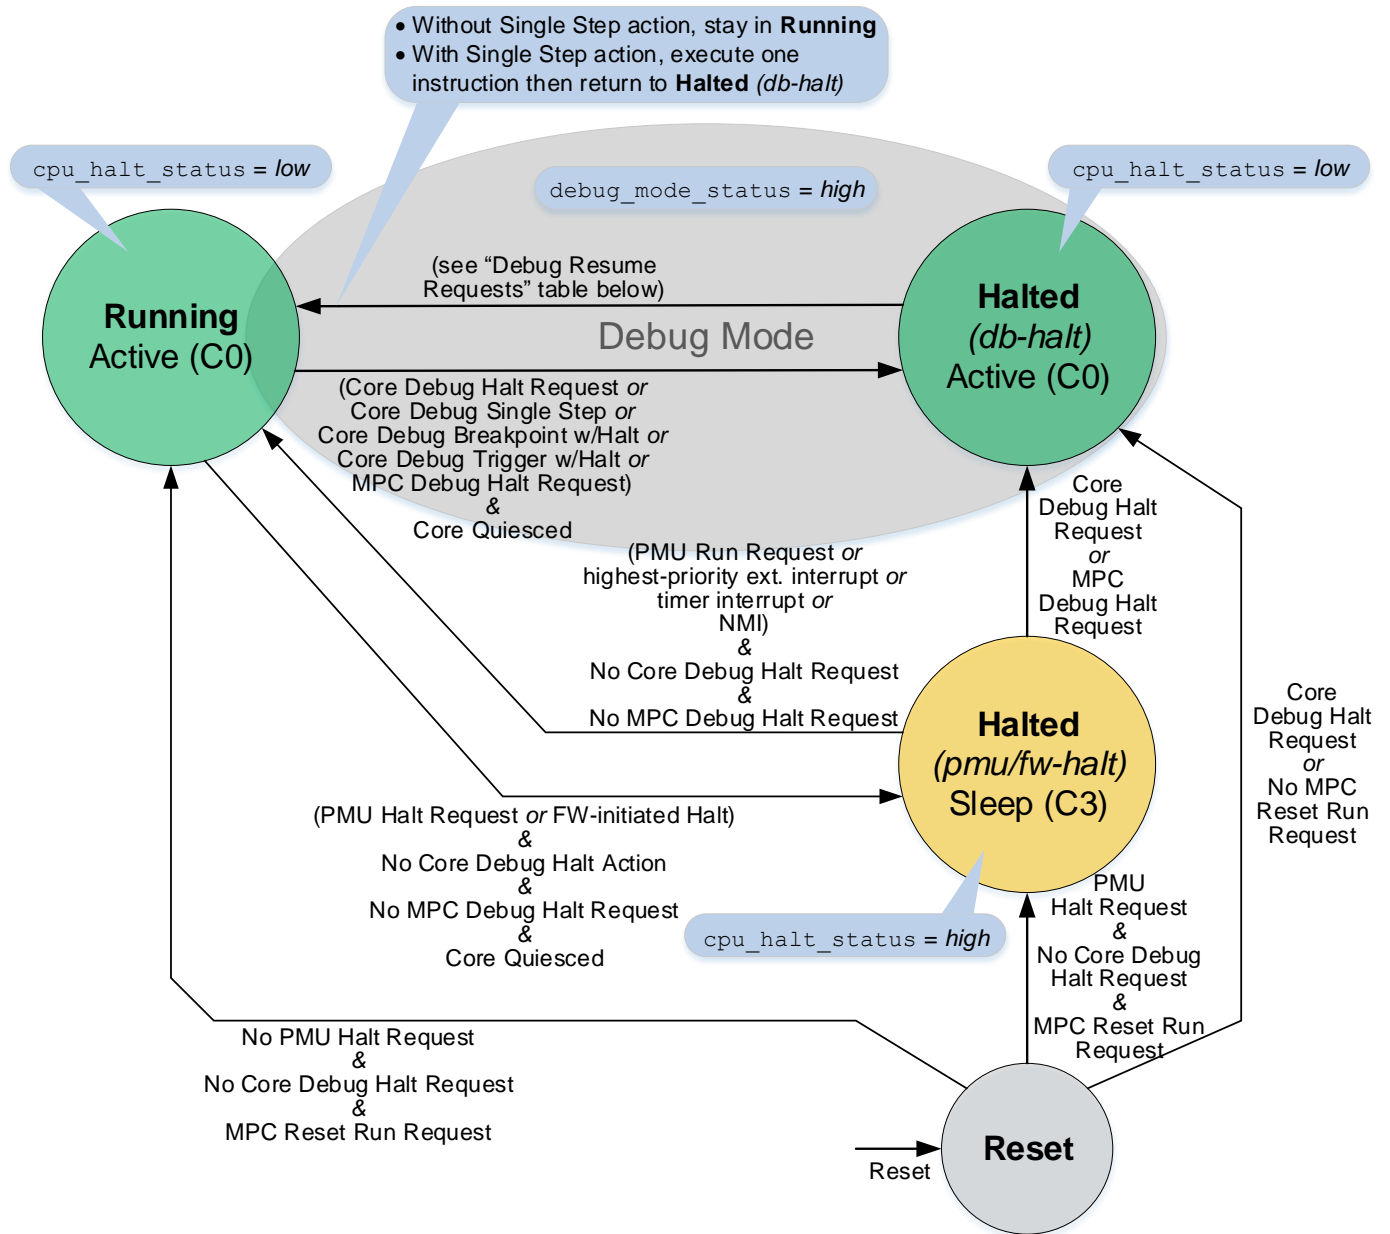 • Without Single Step action, stay in Running
• With Single Step action, execute one
instruction then return to Halted (db-halt)
cpu_halt_status = low
debug_mode_status = high
cpu_halt_status = low
(see “Debug Resume
Requests” table below)
Running
Active (C0)
Debug Mode
Halted
(db-halt)
Active (C0)
(Core Debug Halt Request or
Core Debug Single Step or
Core Debug Breakpoint w/Halt or
Core Debug Trigger w/Halt or
MPC Debug Halt Request)
&
Core Quiesced
Core
Debug Halt
Request
or
MPC
Debug Halt
Request
(PMU Run Request or
highest-priority ext. interrupt or
timer interrupt or
NMI)
&
No Core Debug Halt Request
&
No MPC Debug Halt Request
Core
Debug Halt
Request
or
No MPC
Reset Run
Request
Halted
(pmu/fw-halt)
Sleep (C3)
(PMU Halt Request or FW-initiated Halt)
&
No Core Debug Halt Action
&
No MPC Debug Halt Request
&
Core Quiesced
cpu_halt_status = high
PMU
Halt Request
&
No Core Debug
Halt Request
&
MPC Reset Run
Request
No PMU Halt Request
&
No Core Debug Halt Request
&
MPC Reset Run Request
Reset
Reset